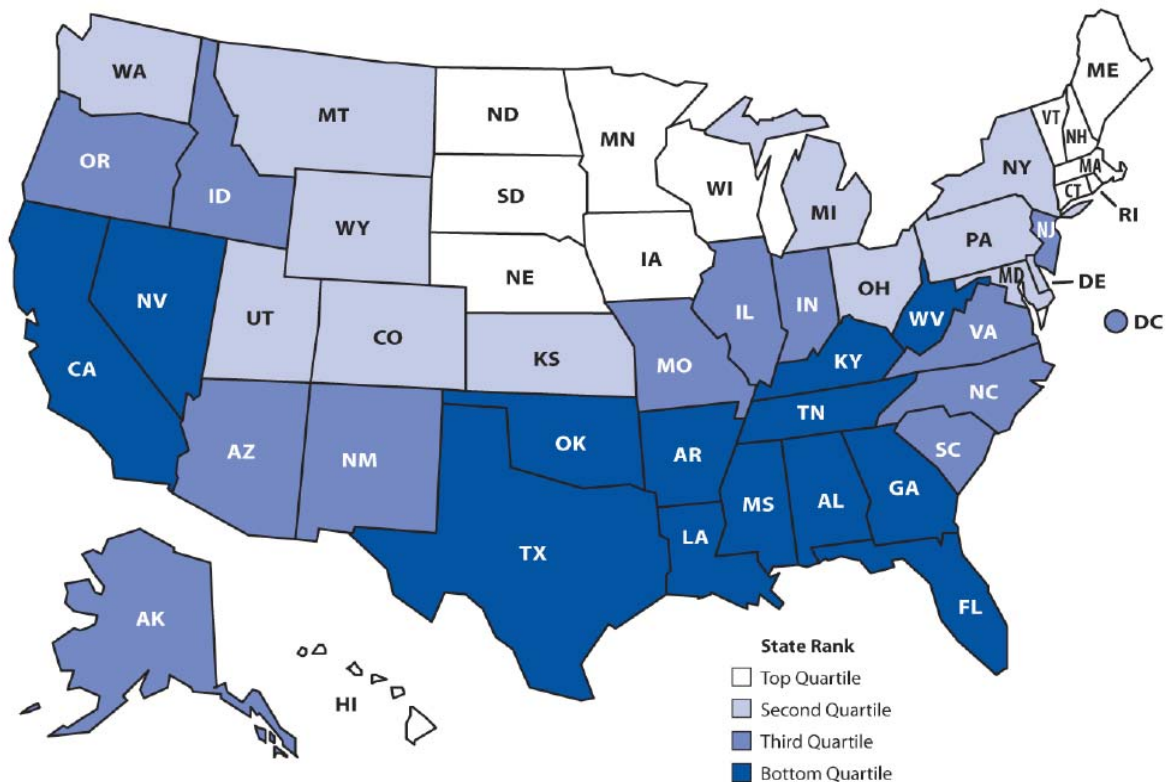 WA
MT
ND
MN
ME
VT
NH
OR
ID
SD
WI
NY
MA
CT
RI
WY
MI
IA
PA
NJ
NE
NV
UT
CO
IL
IN
OH
MD
DE
DC
WV
VA
CA
KS
MO
KY
NC
TN
AZ
NM
OK
AR
SC
MS
AL
GA
LA
TX
FL
AK
HI
State Rank
Top Quartile
Second Quartile
Third Quartile
Bottom Quartile